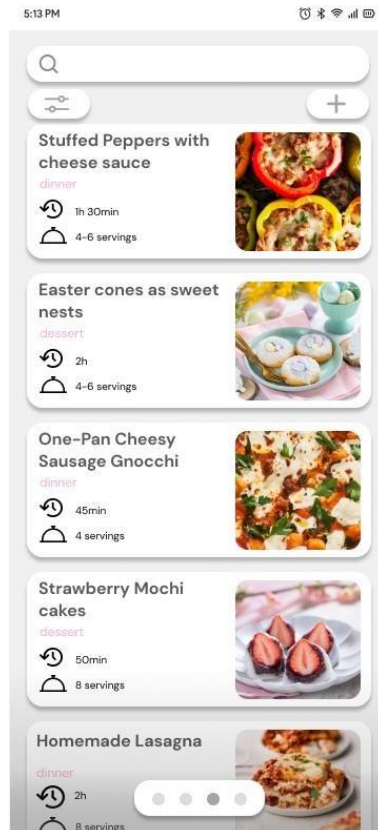 5:13 PM
Stuffed Peppers with
cheese sauce
dinner
1h 30min
4-6 servings
Easter cones as sweet
nests
dessert
2h
4-6 servings
One-Pan Cheesy
Sausage Gnocchi
dinner
45min
4 servings
Strawberry Mochi
cakes
dessert
50min
8 servings
Homemade Lasagna
dinner
2h
8 servings